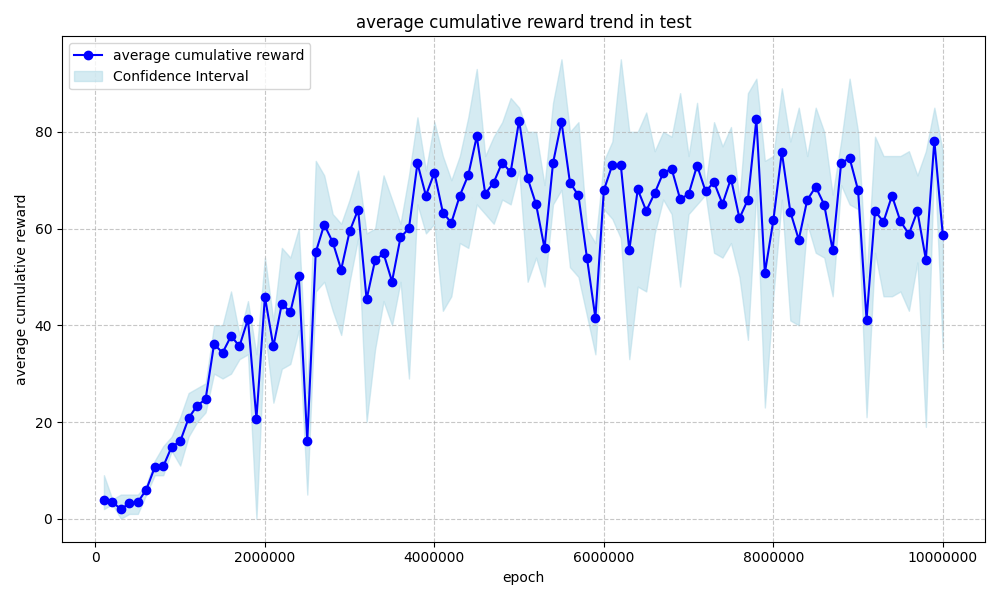 average cumulative reward trend in test
average cumulative reward
Confidence Interval
80
60
40
20
0
average cumulative reward
0 2000000 4000000 6000000 8000000 10000000
epoch